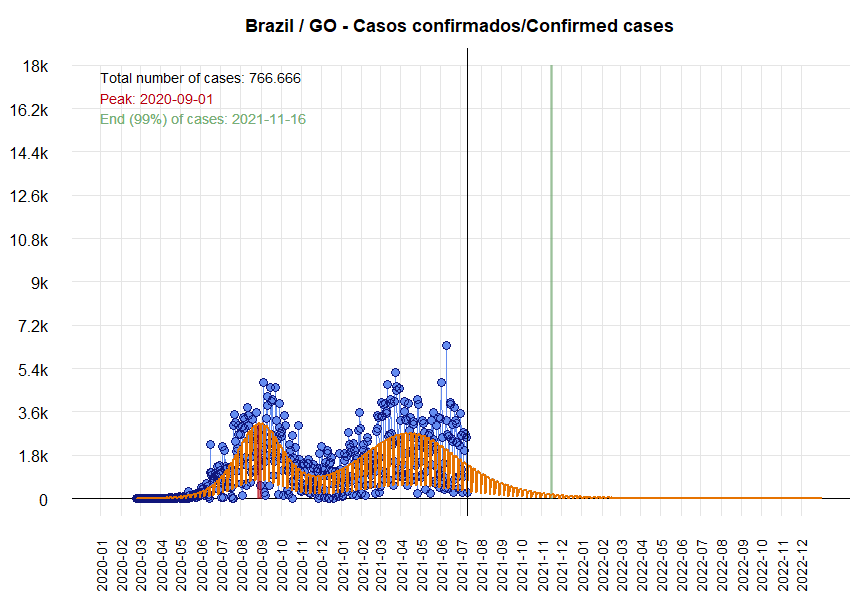 Brazil / GO - Casos confirmados/Confirmed cases
18k
Total number of cases: 766.666
Peak: 2020-09-01
16.2k
End (99%) of cases: 2021-11-16
14.4k
12.6k
10.8k
9k
7.2k
5.4k
3.6k
1.8k
0
2020-01
2020-02
2020-03
2020-04
2020-05
2020-06
2020-07
2020-08
2020-09
2020-10
2020-11
2020-12
2021-01
2021-02
2021-03
2021-04
2021-05
2021-06
2021-07
2021-08
2021-09
2021-10
2021-11
2021-12
2022-01
2022-02
2022-03
2022-04
2022-05
2022-06
2022-07
2022-08
2022-09
2022-10
2022-11
2022-12